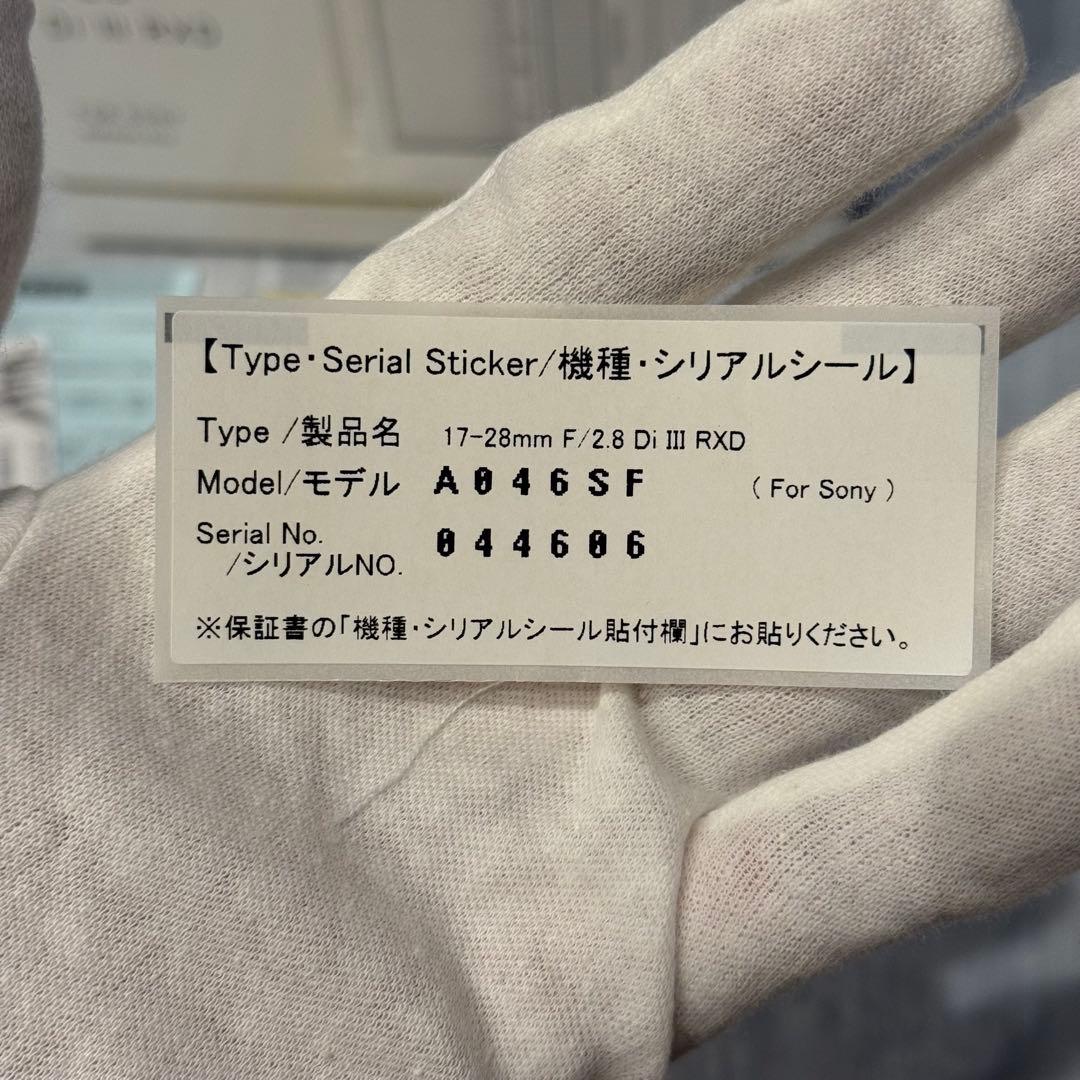 【Type・Serial Sticker/機種・シリアルシール】
Type /製品名 17-28mm F/2.8 Di III RXD
Model/モデル A046SF ( For Sony )
Serial No.
/シリアルNO. 044606
※保証書の「機種・シリアルシール貼付欄」にお貼りください。